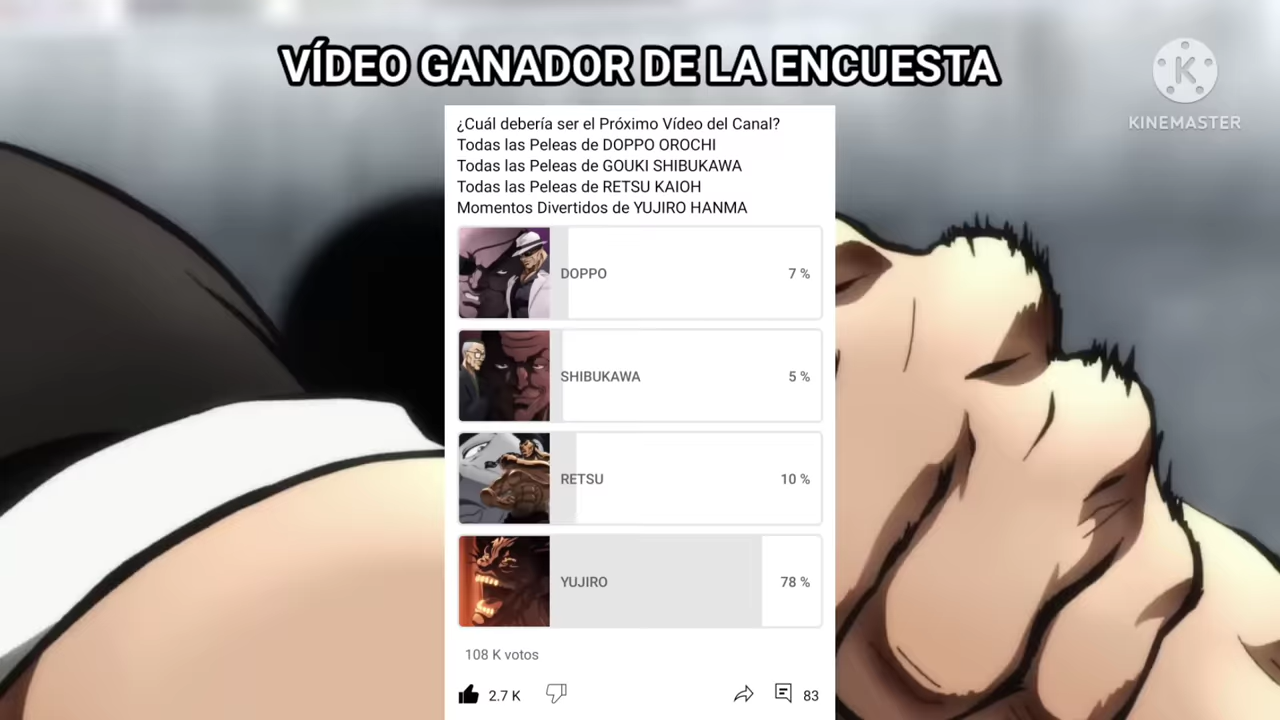 VÍDEO GANADOR DE LA ENCUESTA
KINEMASTER
¿Cuál debería ser el Próximo Vídeo del Canal?
Todas las Peleas de DOPPO OROCHI
Todas las Peleas de GOUKI SHIBUKAWA
Todas las Peleas de RETSU KAIOH
Momentos Divertidos de YUJIRO HANMA
DOPPO 7 %
SHIBUKAWA 5 %
RETSU 10 %
YUJIRO 78 %
108 K votos
2.7 K 83